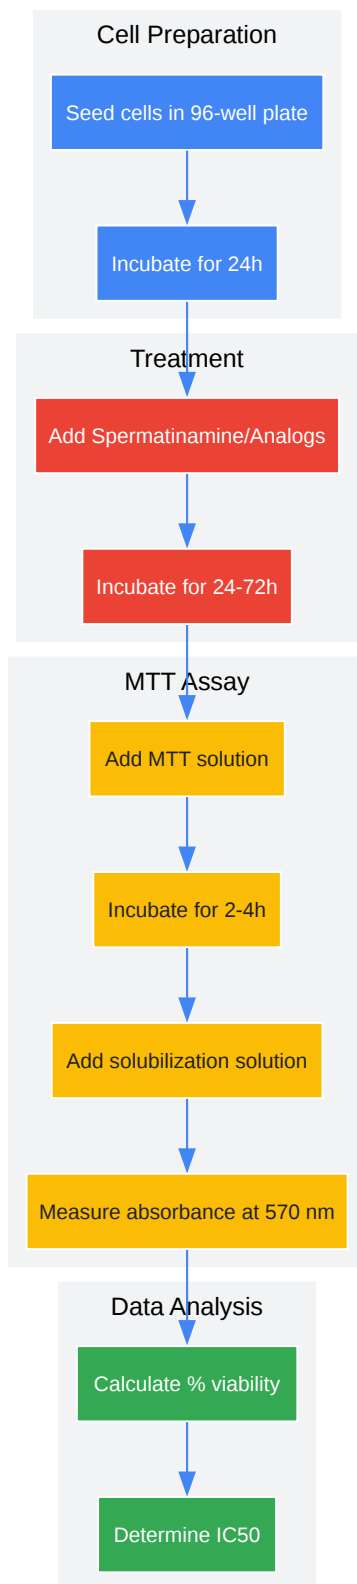 Cell Preparation
Seed cells in 96-well plate
Incubate for 24h
Treatment
Add Spermatinamine/Analogs
Incubate for 24-72h
MTT Assay
Add MTT solution
Incubate for 2-4h
Add solubilization solution
Measure absorbance at 570 nm
Data Analysis
Calculate % viability
Determine IC50